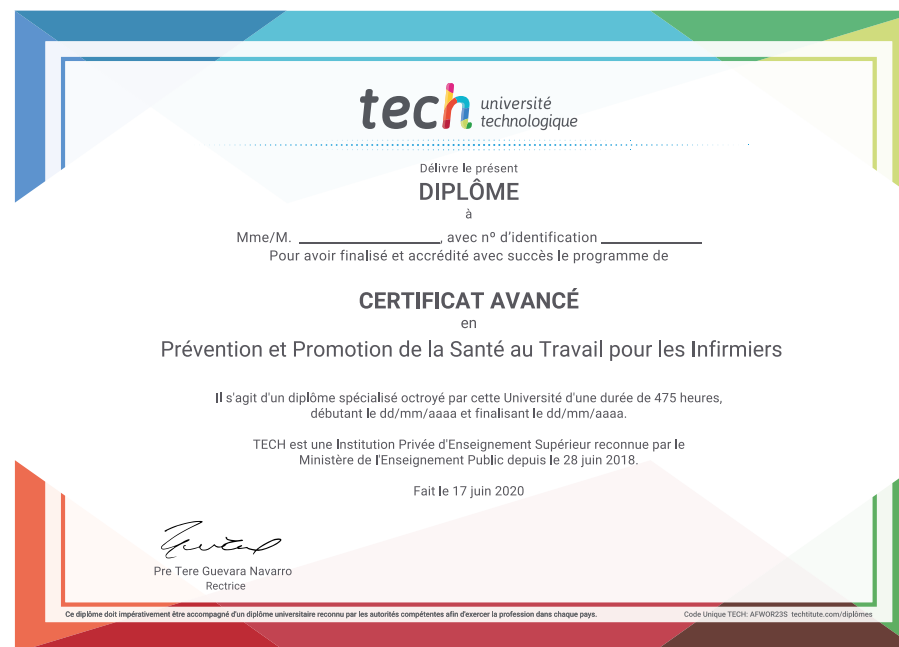 tech université
technologique
Délivre le présent
DIPLÔME
à
Mme/M. ____________________, avec nº d'identification ______________
Pour avoir finalisé et accrédité avec succès le programme de
CERTIFICAT AVANCÉ
en
Prévention et Promotion de la Santé au Travail pour les Infirmiers
Il s'agit d'un diplôme spécialisé octroyé par cette Université d'une durée de 475 heures,
débutant le dd/mm/aaaa et finalisant le dd/mm/aaaa.
TECH est une Institution Privée d'Enseignement Supérieur reconnue par le
Ministère de l'Enseignement Public depuis le 28 juin 2018.
Fait le 17 juin 2020
Pre Tere Guevara Navarro
Rectrice
Ce diplôme doit impérativement être accompagné d'un diplôme universitaire reconnu par les autorités compétentes afin d'exercer la profession dans chaque pays.
Code Unique TECH: AFWOR23S techtitute.com/diplômes